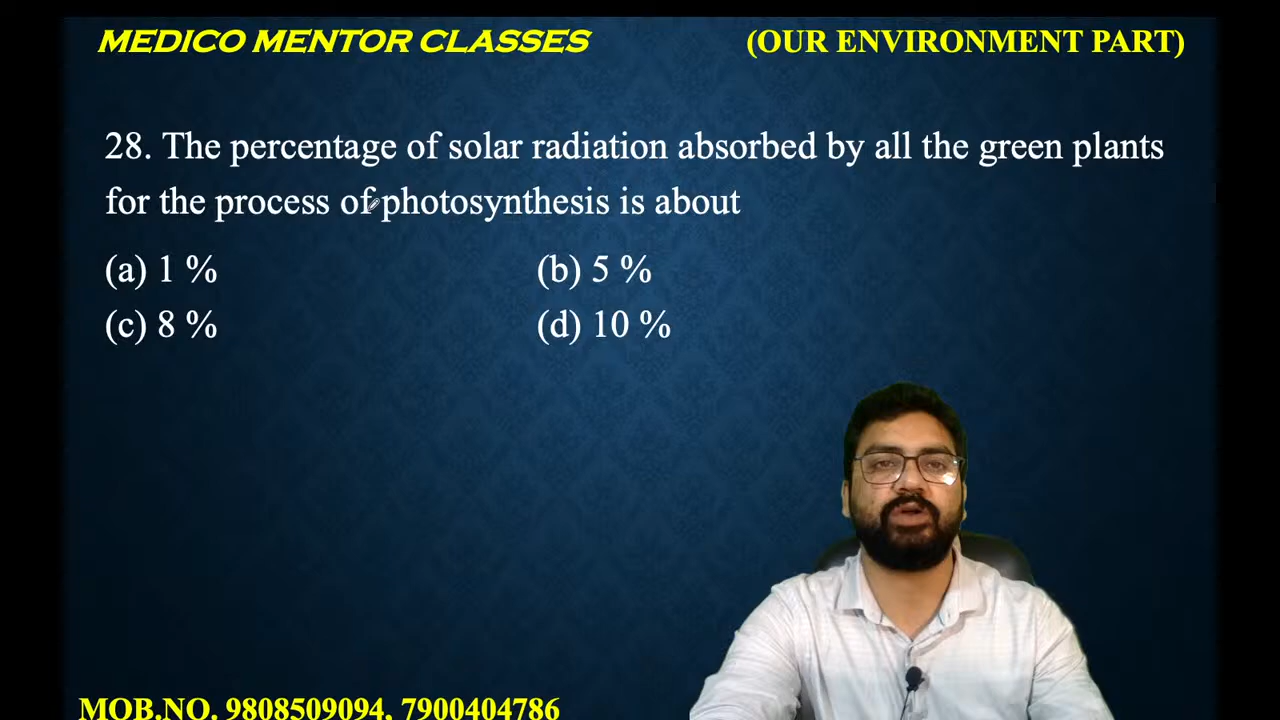 MEDICO MENTOR CLASSES
(OUR ENVIRONMENT PART)
28. The percentage of solar radiation absorbed by all the green plants
for the process of photosynthesis is about
(a) 1 %
(b) 5 %
(c) 8 %
(d) 10 %
MOB.NO. 9808509094, 7900404786